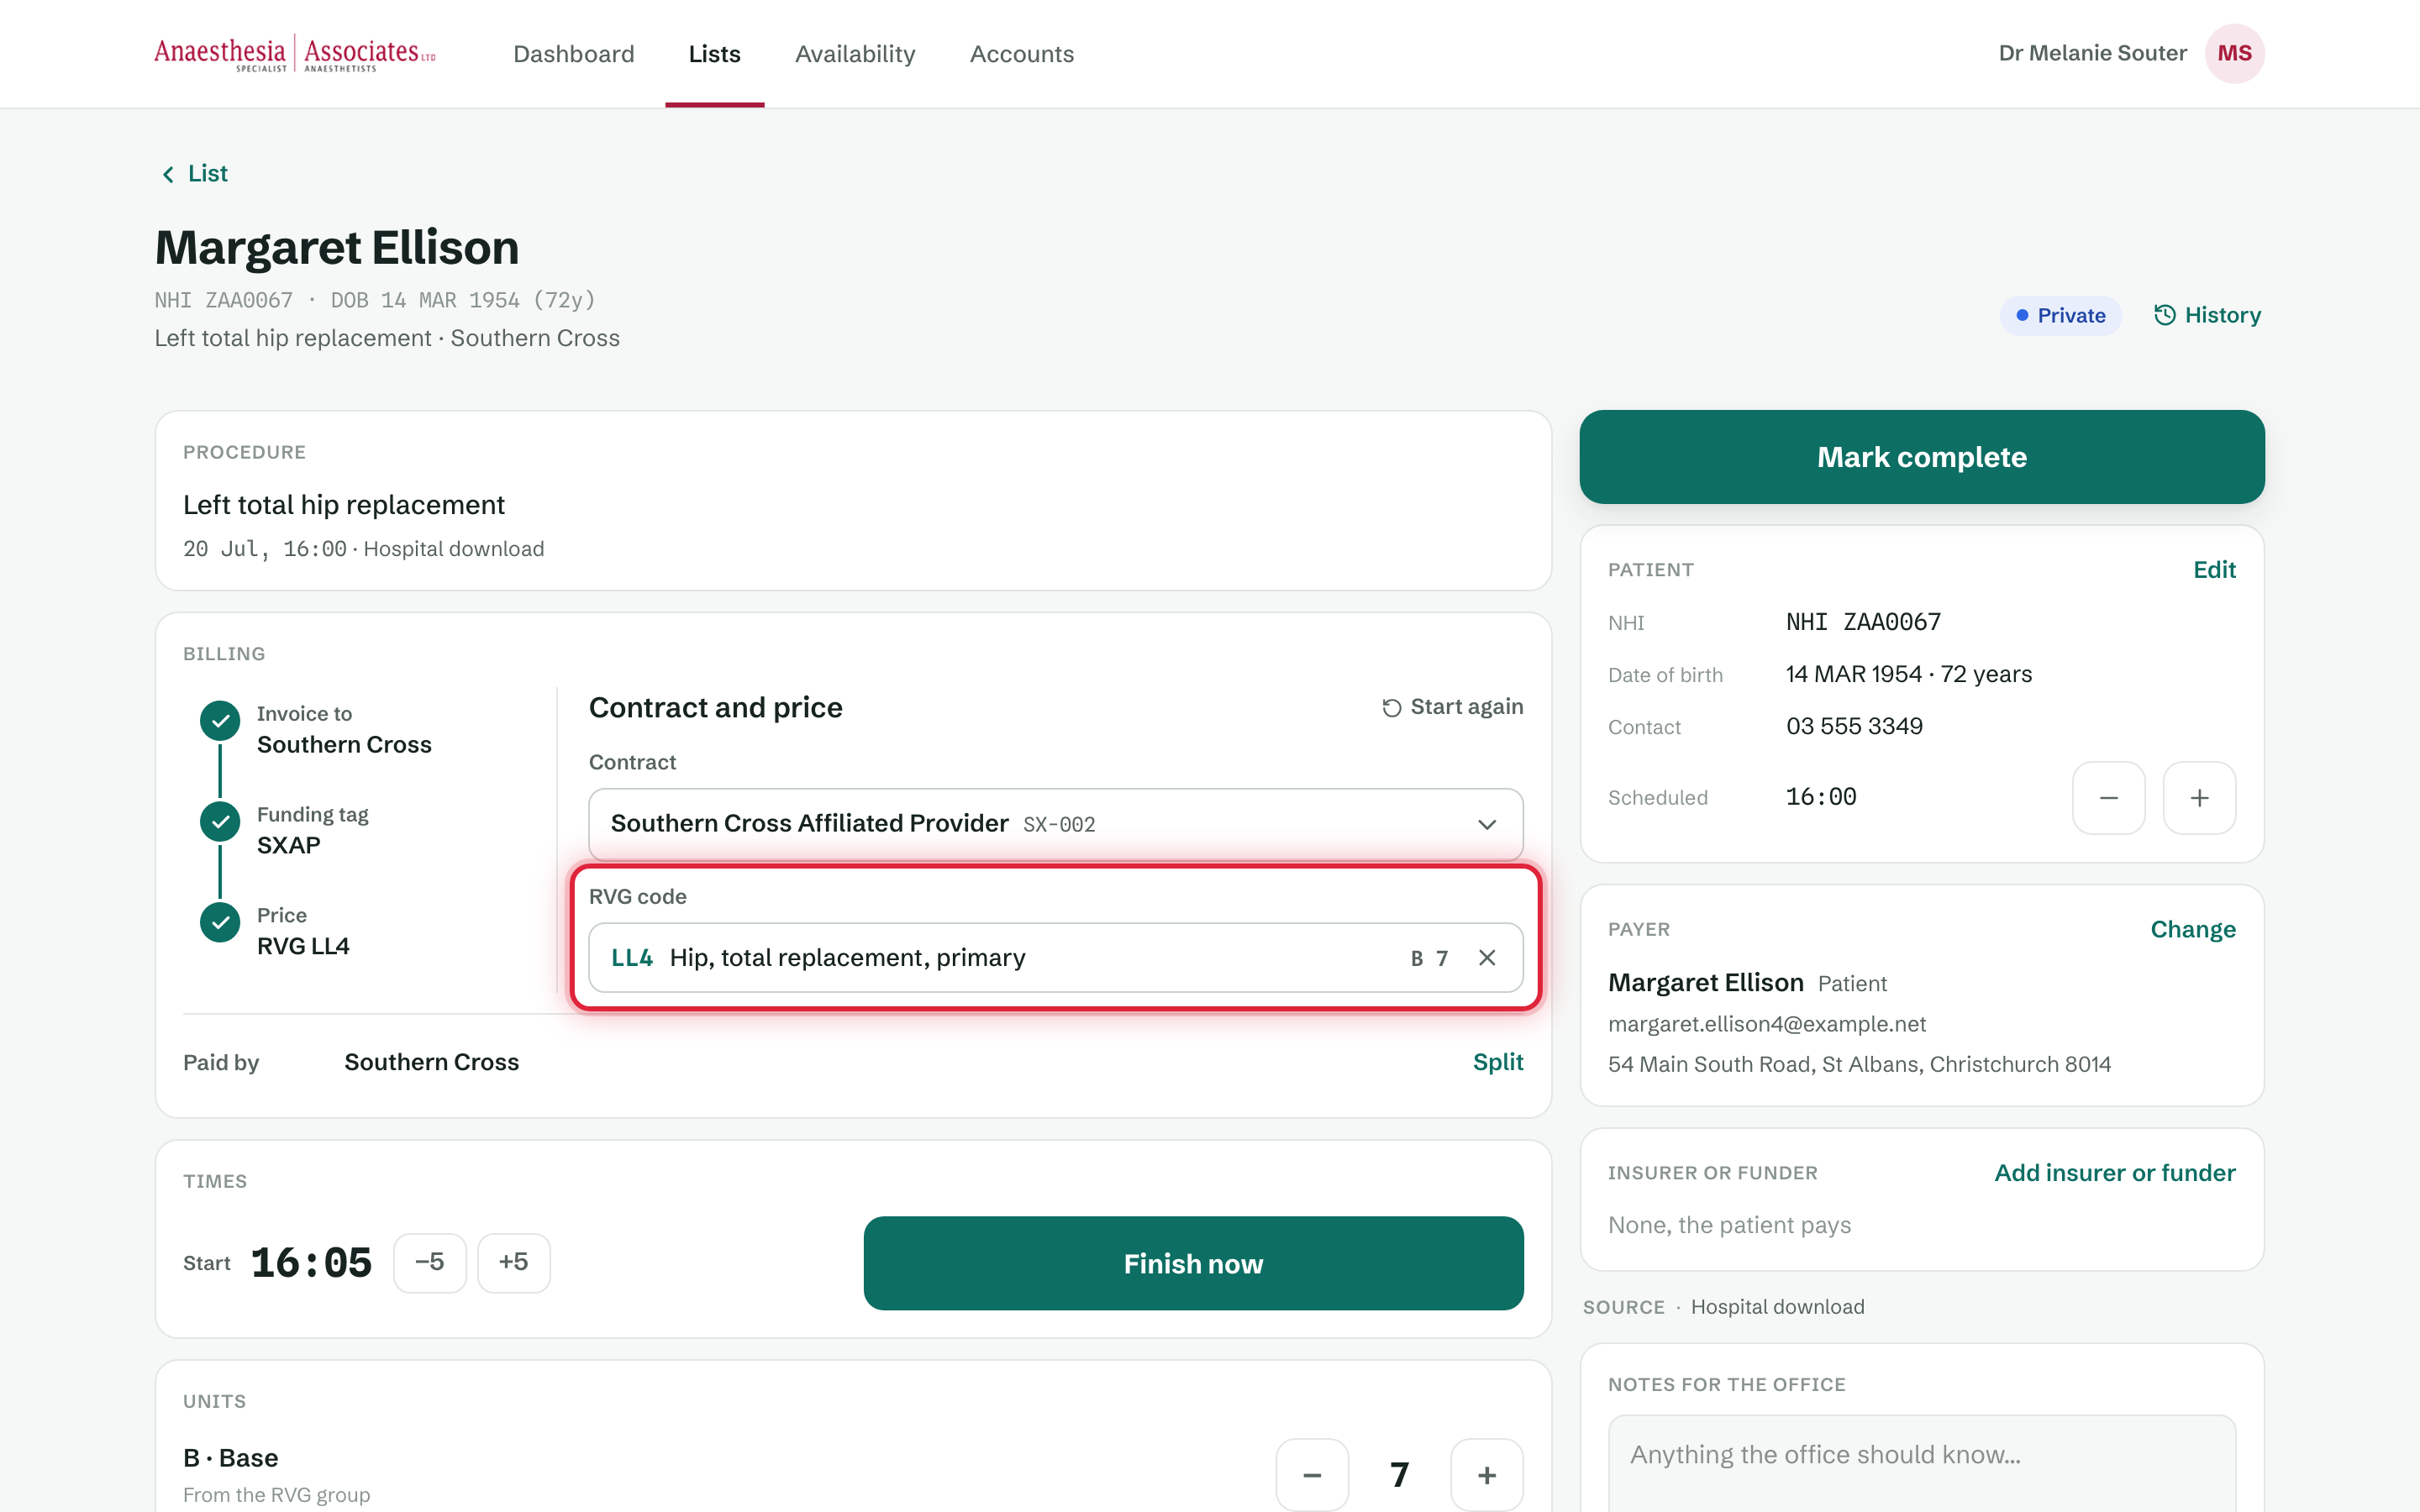 Anaesthesia Associates LTD
SPECIALIST ANAESTHETISTS
Dashboard
Lists
Availability
Accounts
Dr Melanie Souter
MS
List
Margaret Ellison
NHI ZAA0067 · DOB 14 MAR 1954 (72y)
Left total hip replacement · Southern Cross
Private
History
PROCEDURE
Left total hip replacement
20 Jul, 16:00 · Hospital download
BILLING
Invoice to
Southern Cross
Funding tag
SXAP
Price
RVG LL4
Contract and price
Start again
Contract
Southern Cross Affiliated Provider SX-002
RVG code
LL4 Hip, total replacement, primary B 7
Paid by Southern Cross Split
TIMES
Start 16:05 −5 +5
Finish now
UNITS
B · Base
From the RVG group
− 7 +
Mark complete
PATIENT Edit
NHI NHI ZAA0067
Date of birth 14 MAR 1954 · 72 years
Contact 03 555 3349
Scheduled 16:00 − +
PAYER Change
Margaret Ellison Patient
margaret.ellison4@example.net
54 Main South Road, St Albans, Christchurch 8014
INSURER OR FUNDER Add insurer or funder
None, the patient pays
SOURCE · Hospital download
NOTES FOR THE OFFICE
Anything the office should know...